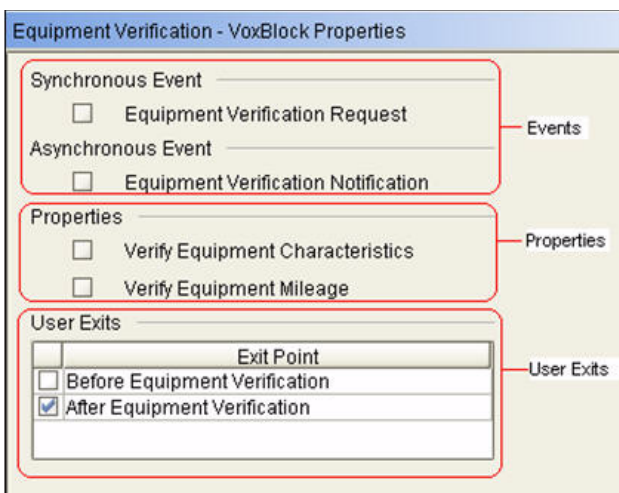 Equipment Verification - VoxBlock Properties
Synchronous Event
Equipment Verification Request
Events
Asynchronous Event
Equipment Verification Notification
Properties
Verify Equipment Characteristics
Properties
Verify Equipment Mileage
User Exits
Exit Point
Before Equipment Verification
User Exits
After Equipment Verification